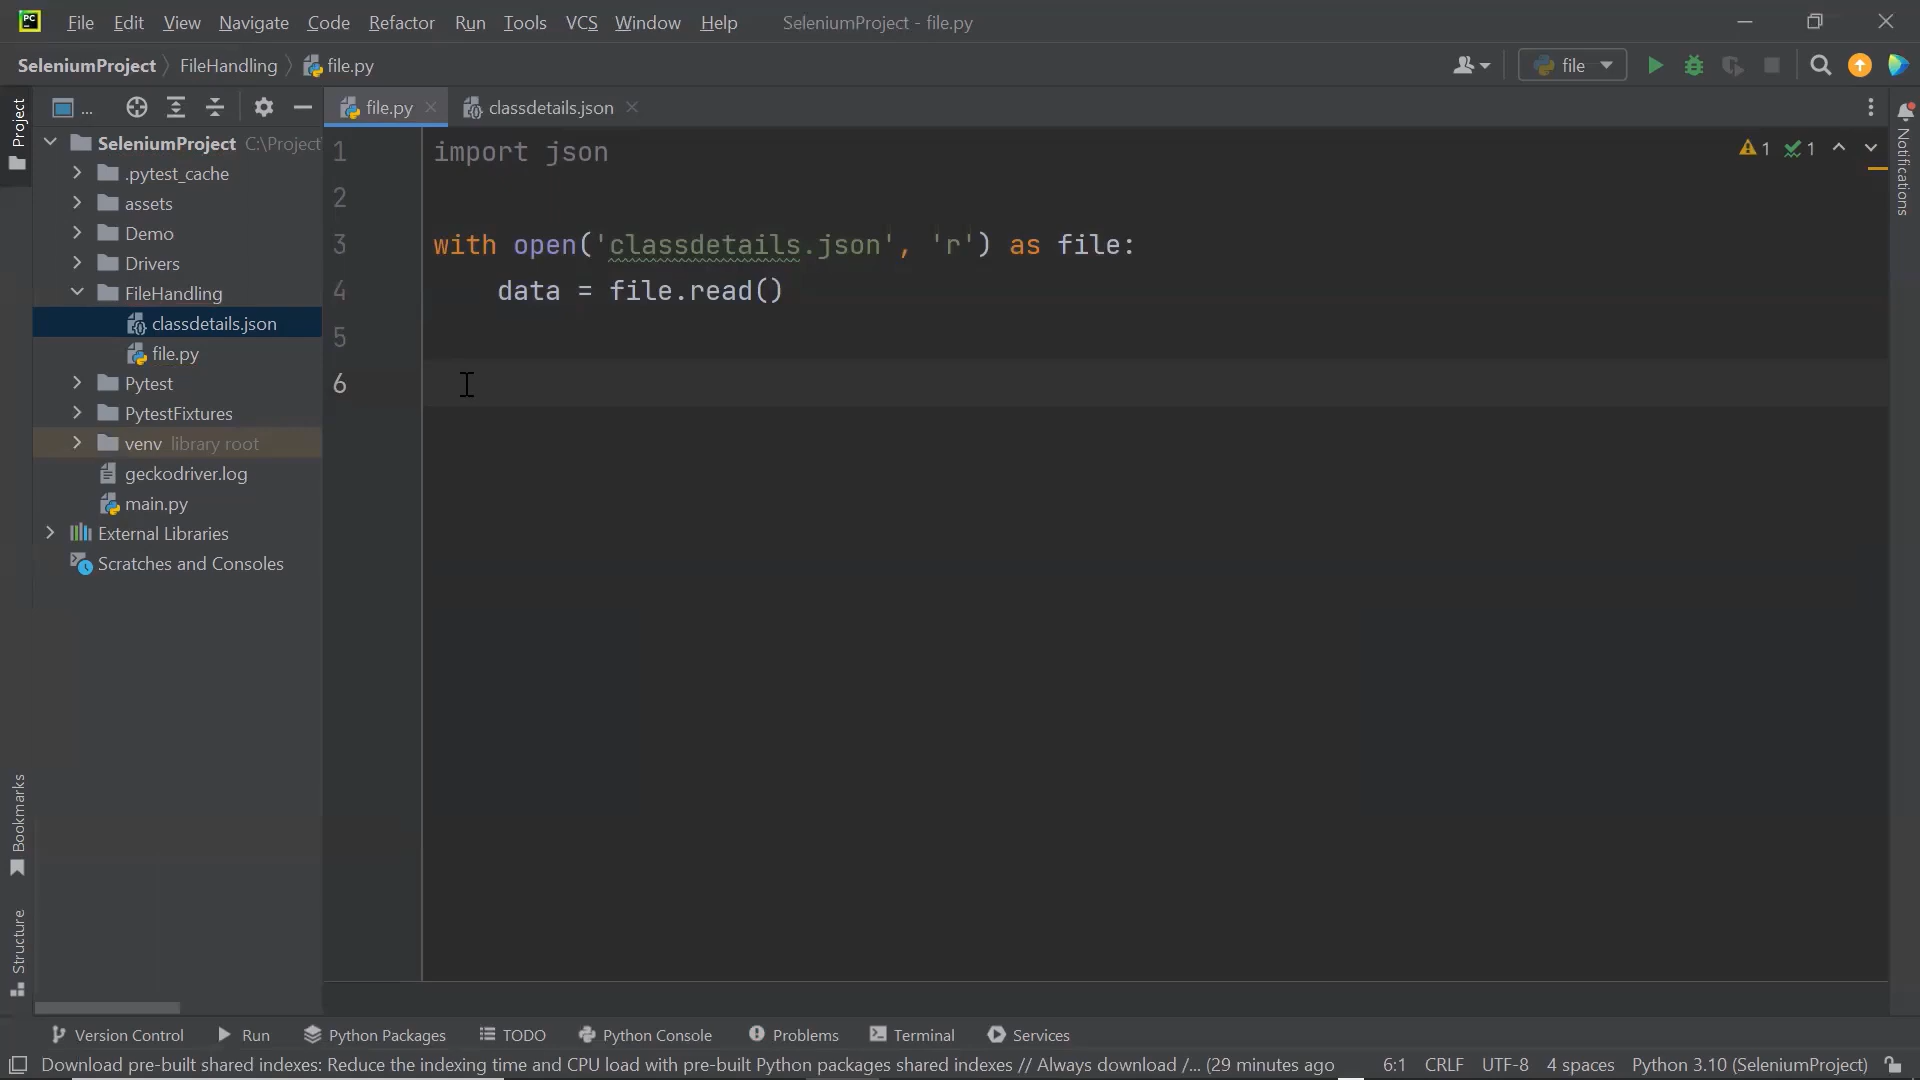 PC File Edit View Navigate Code Refactor Run Tools VCS Window Help SeleniumProject - file.py
SeleniumProject FileHandling file.py file
Project ... file.py classdetails.json
SeleniumProject C:\Project
.pytest_cache
assets
Demo
Drivers
FileHandling
classdetails.json
file.py
Pytest
PytestFixtures
venv library root
geckodriver.log
main.py
External Libraries
Scratches and Consoles
1 import json
2
3 with open('classdetails.json', 'r') as file:
4 data = file.read()
5
6
1 1
Notifications
Bookmarks
Structure
Version Control Run Python Packages TODO Python Console Problems Terminal Services
Download pre-built shared indexes: Reduce the indexing time and CPU load with pre-built Python packages shared indexes // Always download /... (29 minutes ago 6:1 CRLF UTF-8 4 spaces Python 3.10 (SeleniumProject)